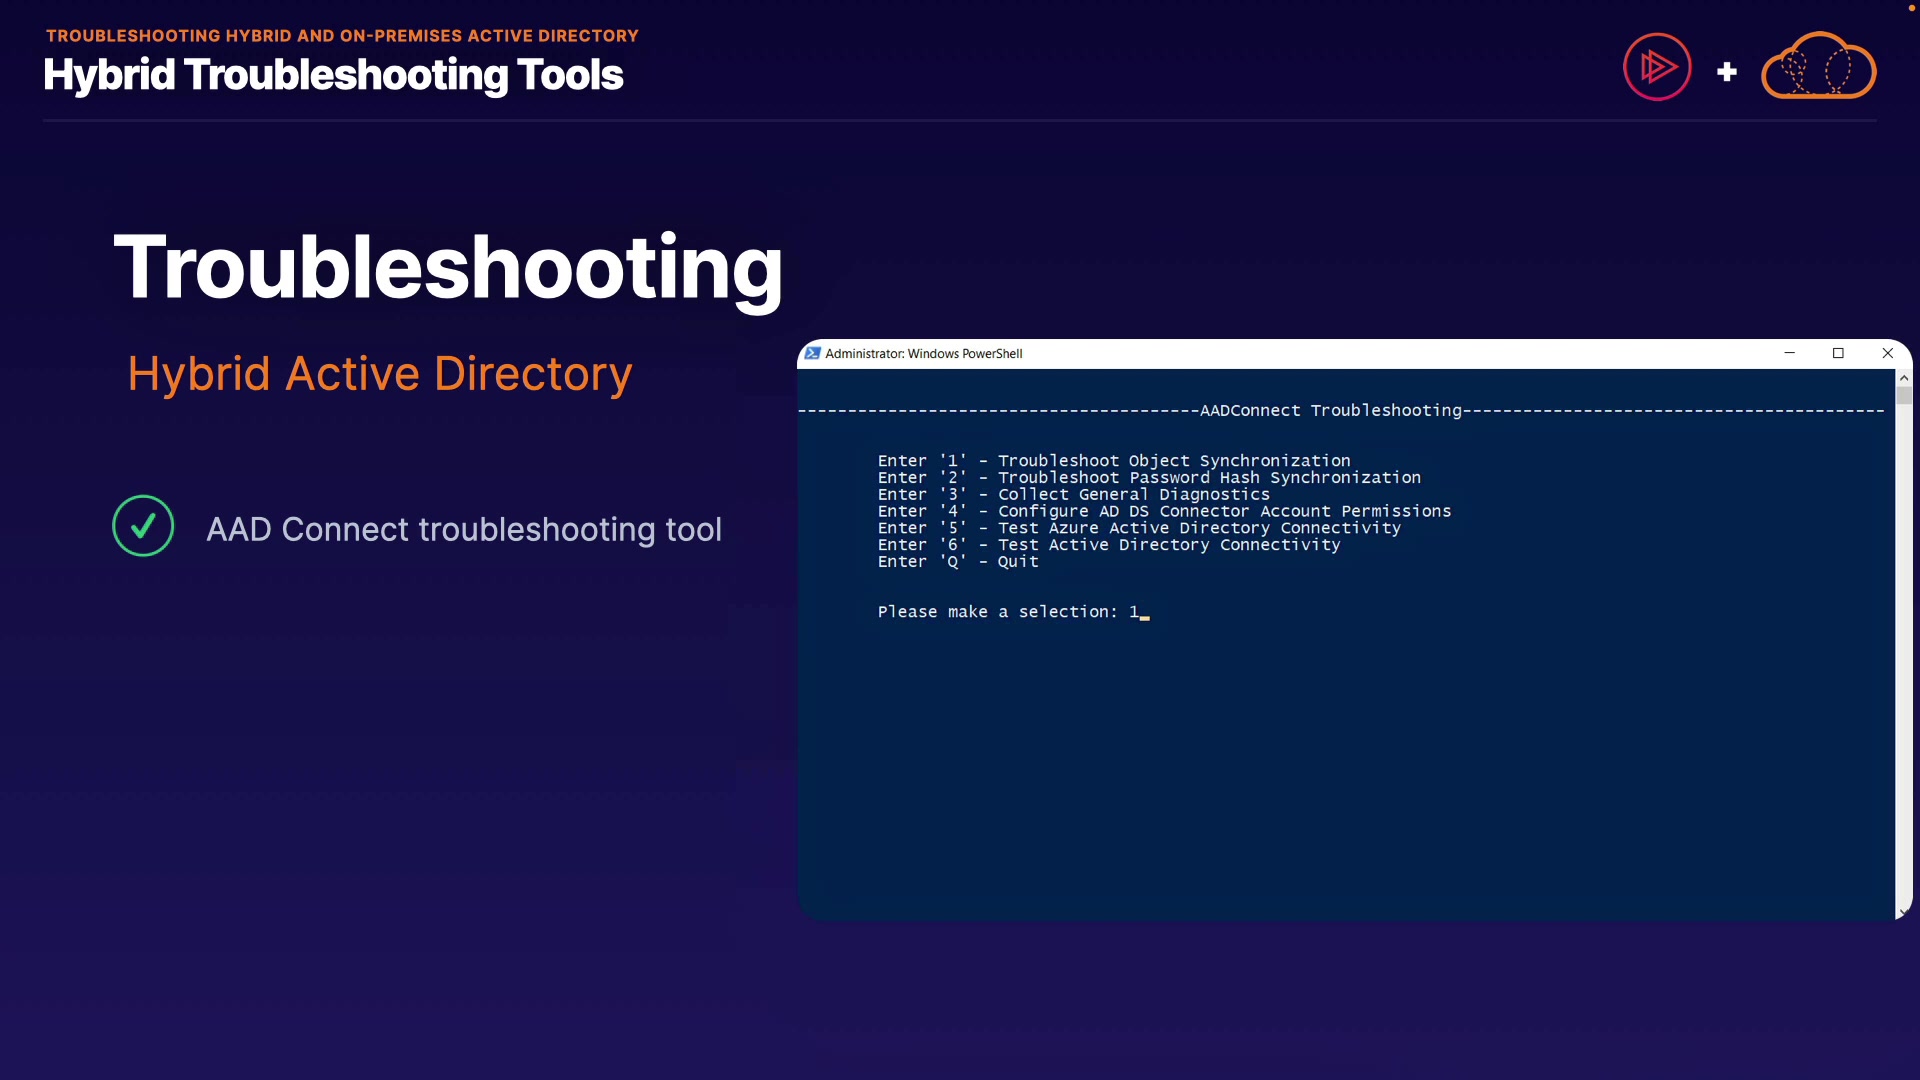 TROUBLESHOOTING HYBRID AND ON-PREMISES ACTIVE DIRECTORY
Hybrid Troubleshooting Tools
Troubleshooting
Hybrid Active Directory
AAD Connect troubleshooting tool
Administrator: Windows PowerShell
----------------------------------------AADConnect Troubleshooting------------------------------------------
Enter '1' - Troubleshoot Object Synchronization
Enter '2' - Troubleshoot Password Hash Synchronization
Enter '3' - Collect General Diagnostics
Enter '4' - Configure AD DS Connector Account Permissions
Enter '5' - Test Azure Active Directory Connectivity
Enter '6' - Test Active Directory Connectivity
Enter 'Q' - Quit
Please make a selection: 1_